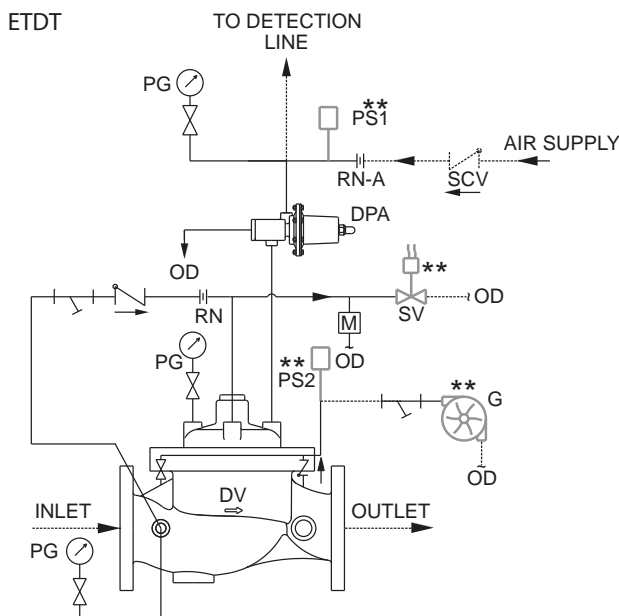 ETDT
TO DETECTION
LINE
PG
**
PS1
AIR SUPPLY
RN-A
SCV
DPA
OD
**
RN
SV
OD
M
OD
PG
**
PS2
**
G
OD
DV
INLET
OUTLET
PG